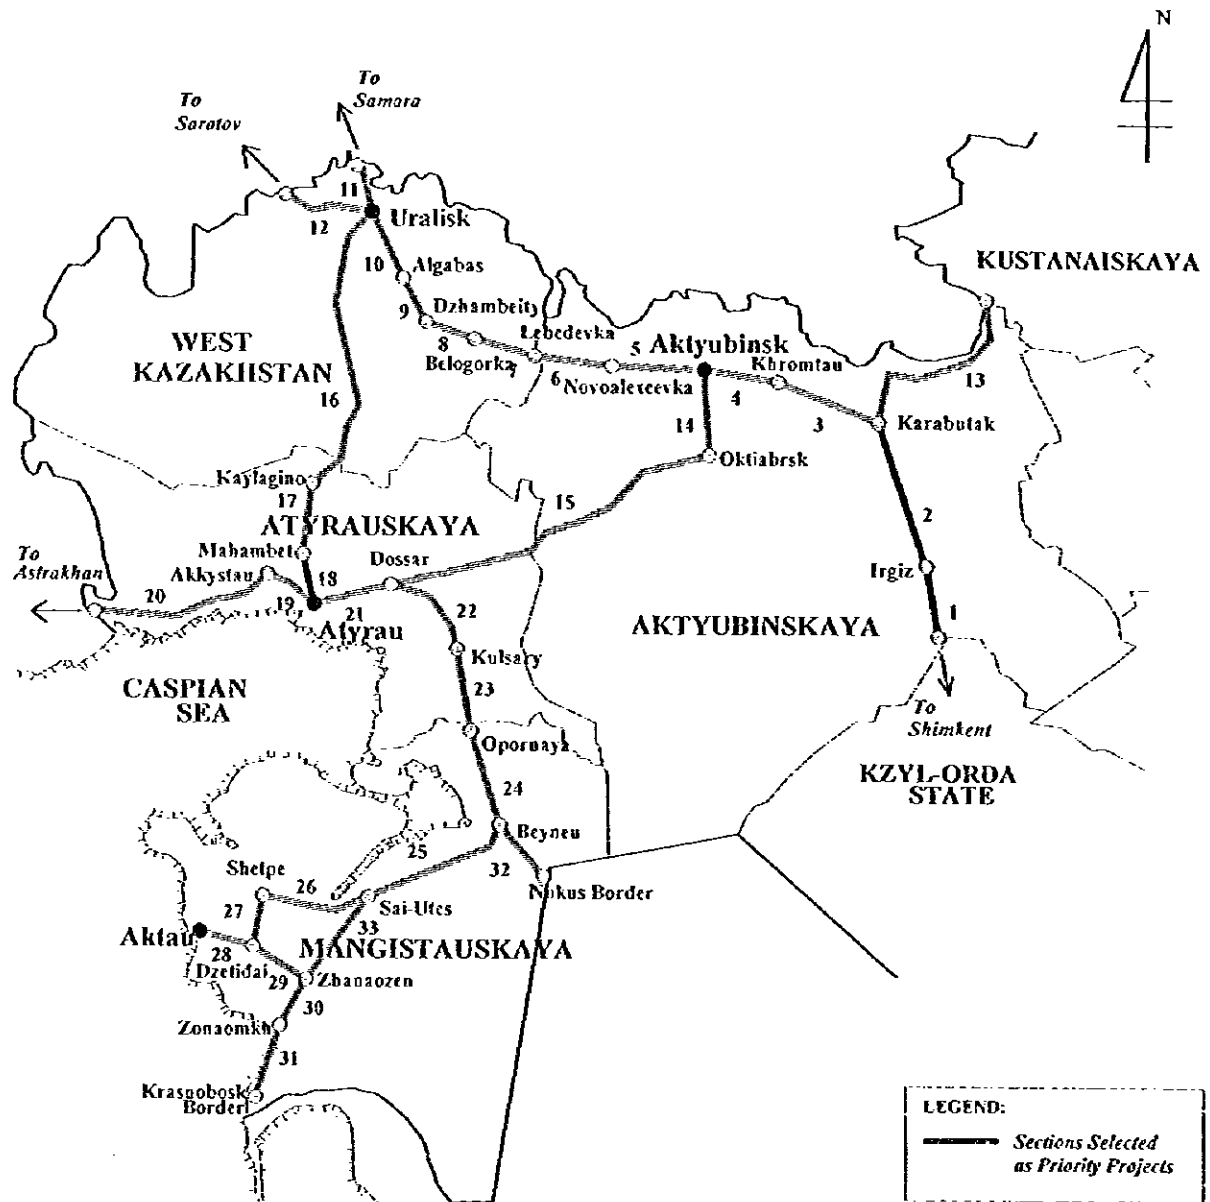 N
To
Samara
To
Saratov
11
12
Uralisk
10
Algabas
KUSTANAISKAYA
9
Dzhambeity
WEST
KAZAKHSTAN
8
Lebedevka
Belogorka
7
5
6
Aktyubinsk
Novoalexeevka
Khromtau
4
13
16
14
3
Karabutak
Oktiabrsk
Kaylagino
17
15
ATYRAUSKAYA
2
To
Astrakhan
Mahambet
Akkystau
Dossar
Irgiz
20
19
18
21
22
Atyrau
AKTYUBINSKAYA
1
Kulsary
CASPIAN
SEA
23
To
Shimkent
Opornaya
KZYL-ORDA
STATE
24
Beyneu
25
Shetpe
26
32
Nukus Border
27
Sai-Utes
33
Aktau
28
MANGISTAUSKAYA
Dzetidai
29
Zhanaozen
30
Zonaomkh
31
Krasnobosk
Border
LEGEND:
Sections Selected
as Priority Projects